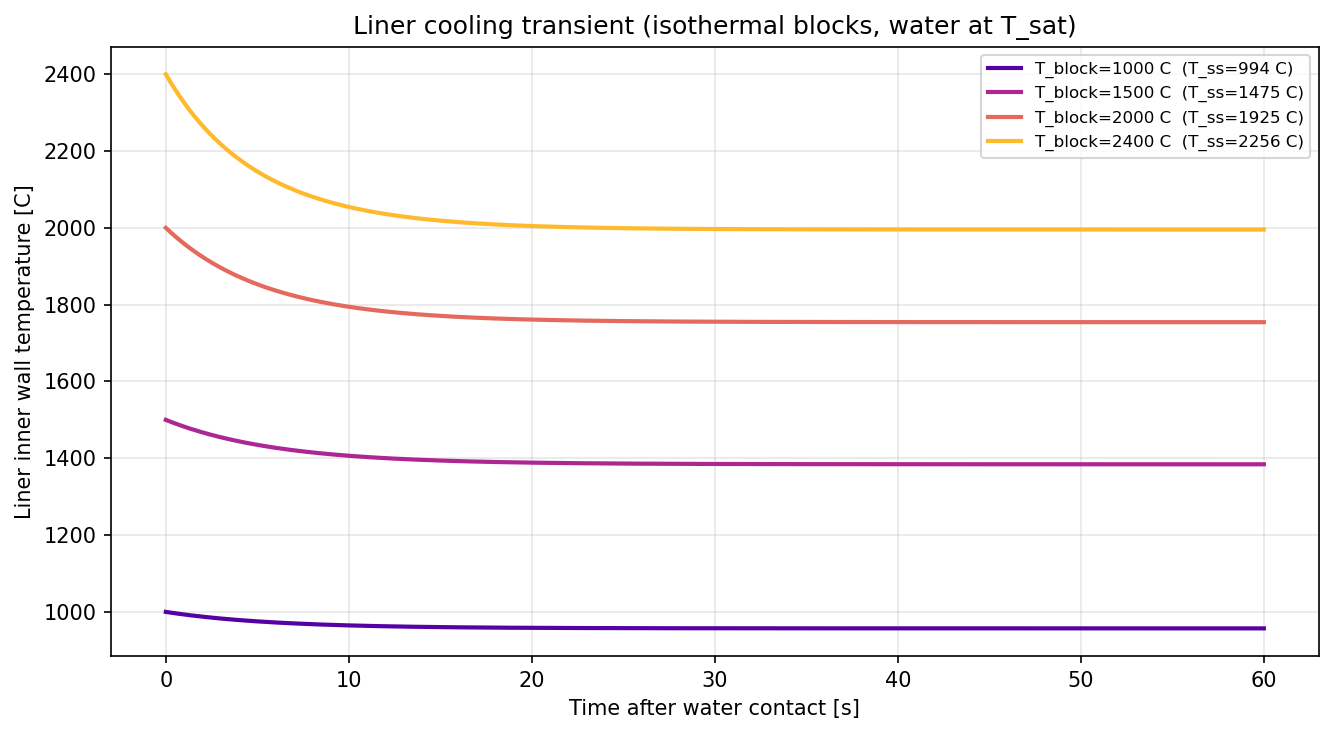 Liner cooling transient (isothermal blocks, water at T_sat)
T_block=1000 C  (T_ss=994 C)
T_block=1500 C  (T_ss=1475 C)
T_block=2000 C  (T_ss=1925 C)
T_block=2400 C  (T_ss=2256 C)
Liner inner wall temperature [C]
2400
2200
2000
1800
1600
1400
1200
1000
0 10 20 30 40 50 60
Time after water contact [s]